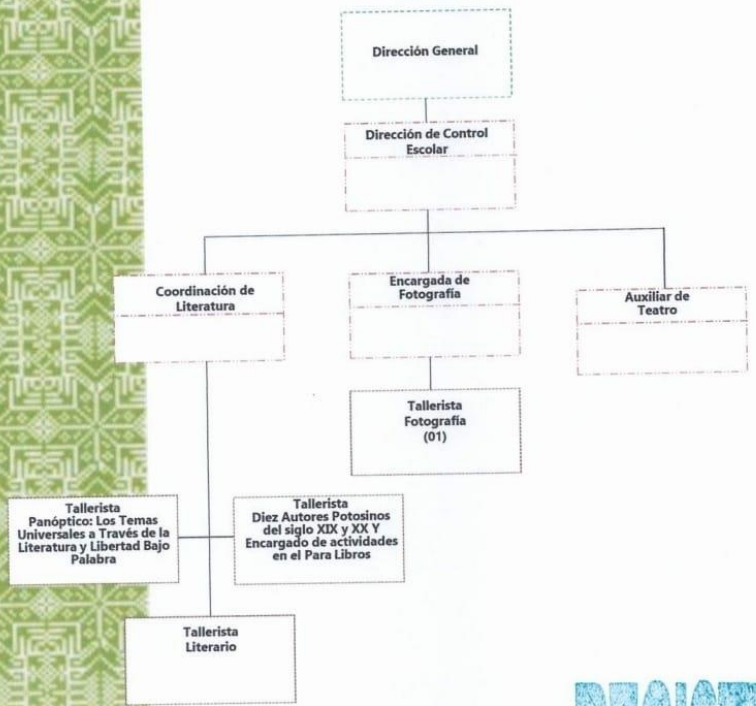 Dirección General
Dirección de Control
Escolar
Coordinación de
Literatura
Encargada de
Fotografía
Auxiliar de
Teatro
Tallerista
Fotografía
(01)
Tallerista
Panóptico: Los Temas
Universales a Través de la
Literatura y Libertad Bajo
Palabra
Tallerista
Diez Autores Potosinos
del siglo XIX y XX Y
Encargado de actividades
en el Para Libros
Tallerista
Literario